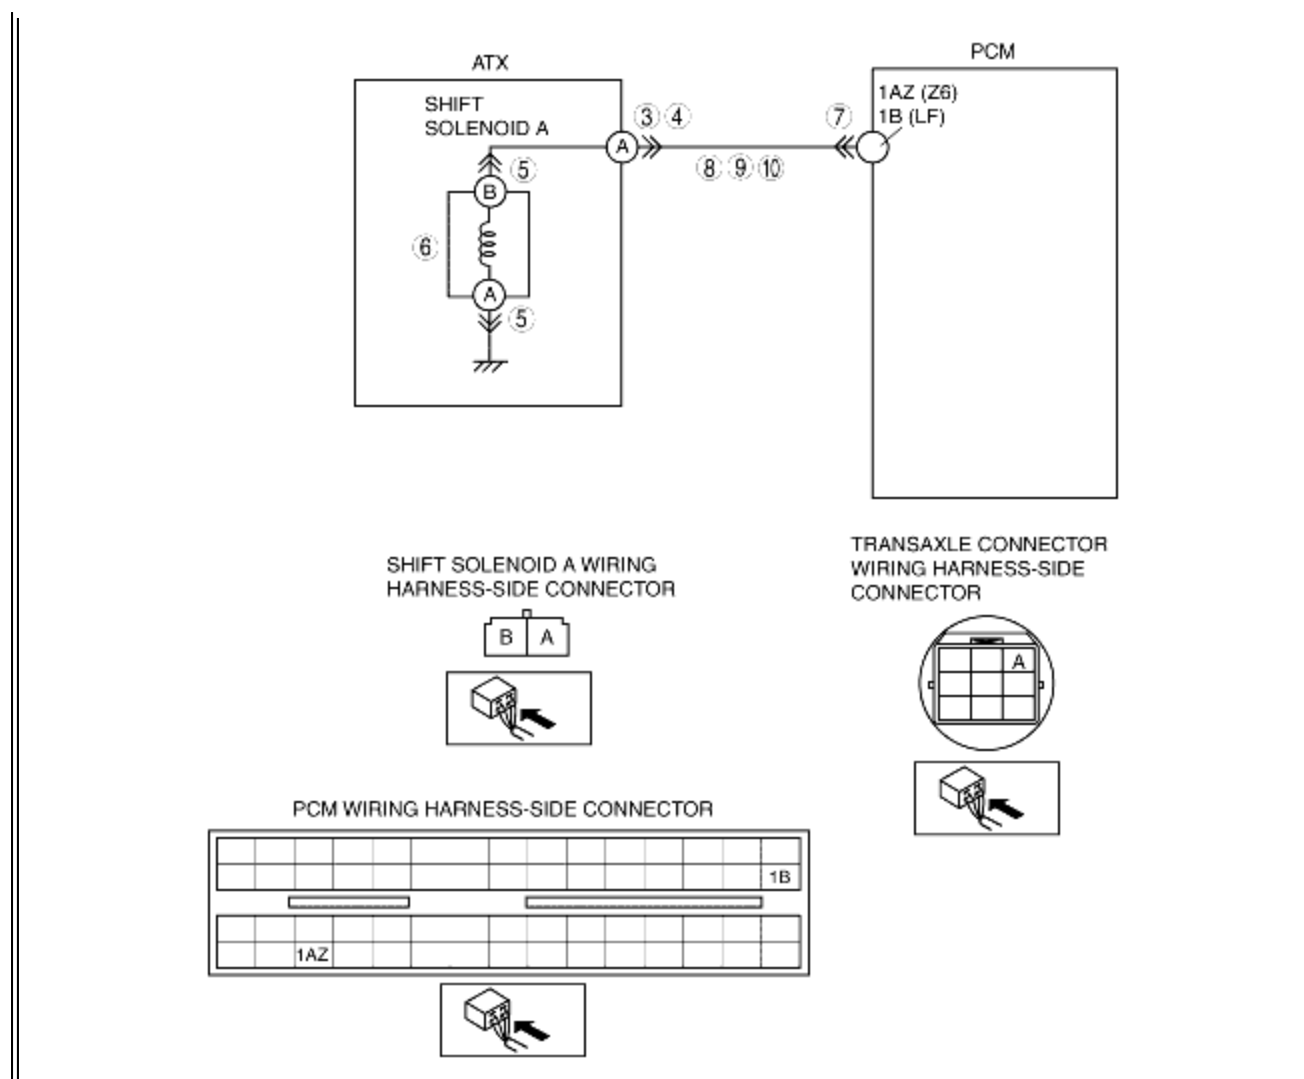 ATX
PCM
SHIFT
SOLENOID A
1AZ (Z6)
1B (LF)
A
3 4
7
8 9 10
5
B
6
A
5
SHIFT SOLENOID A WIRING
HARNESS-SIDE CONNECTOR
B A
TRANSAXLE CONNECTOR
WIRING HARNESS-SIDE
CONNECTOR
A
PCM WIRING HARNESS-SIDE CONNECTOR
1B
1AZ